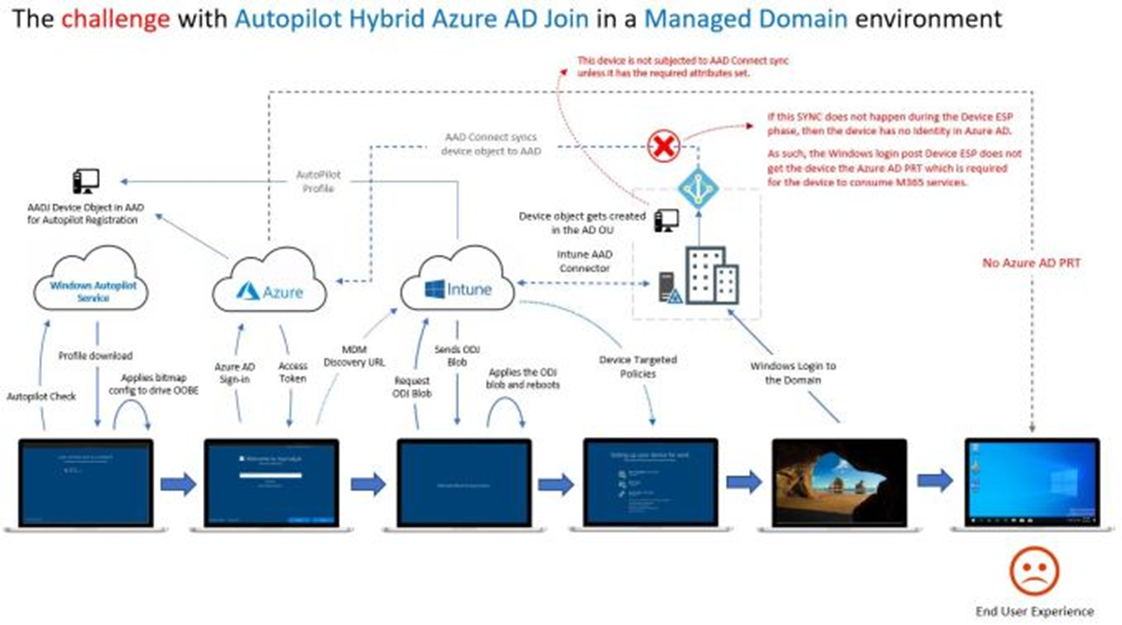 The challenge with Autopilot Hybrid Azure AD Join in a Managed Domain environment
This device is not subjected to AAD Connect sync
unless it has the required attributes set.
If this SYNC does not happen during the Device ESP
phase, then the device has no Identity in Azure AD.
As such, the Windows login post Device ESP does not
get the device the Azure AD PRT which is required
for the device to consume M365 services.
AAD Connect syncs
device object to AAD
AutoPilot
Profile
AADJ Device Object in AAD
for Autopilot Registration
Device object gets created
in the AD OU
Intune AAD
Connector
No Azure AD PRT
Windows Autopilot
Service
Azure
Intune
Profile download
Applies bitmap
config to drive OOBE
Autopilot Check
Azure AD
Sign-in
Access
Token
MDM
Discovery URL
Request
ODJ Blob
Sends ODJ
Blob
Applies the ODJ
blob and reboots
Device Targeted
Policies
Windows Login to
the Domain
Setting up your device for work
End User Experience